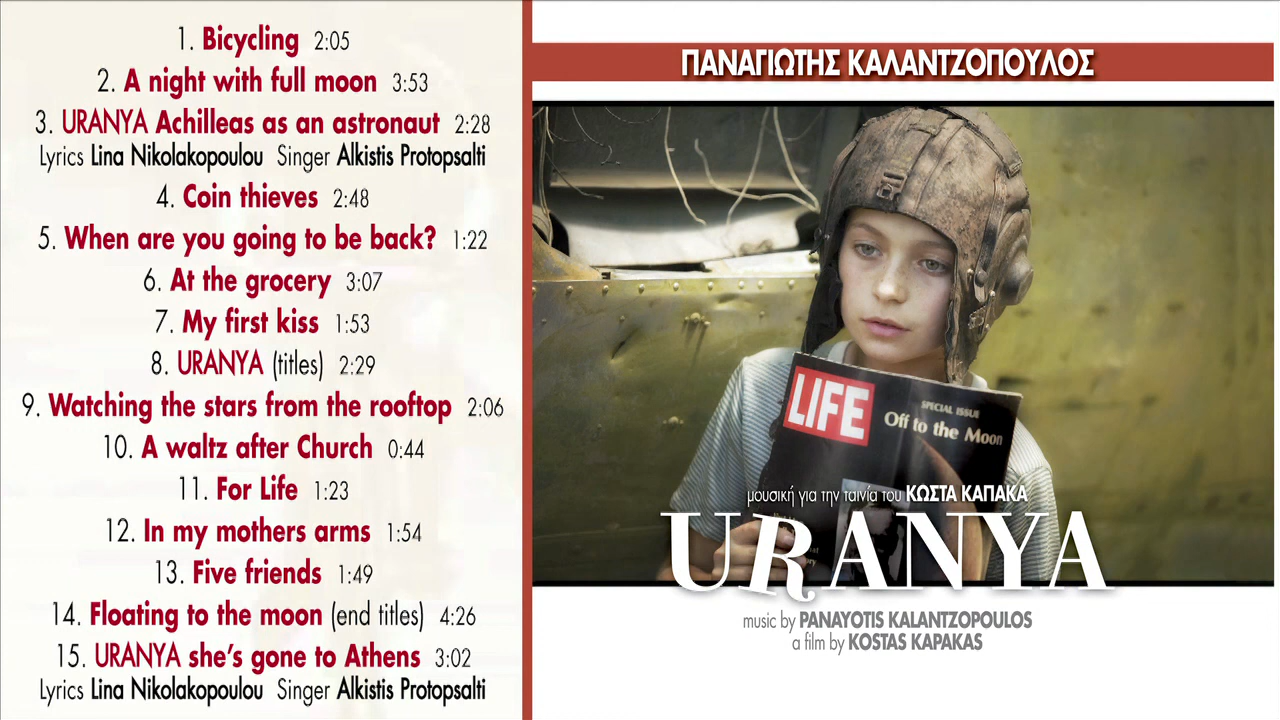 1. Bicycling 2:05
2. A night with full moon 3:53
3. URANYA Achilleas as an astronaut 2:28
Lyrics Lina Nikolakopoulou Singer Alkistis Protopsalti
4. Coin thieves 2:48
5. When are you going to be back? 1:22
6. At the grocery 3:07
7. My first kiss 1:53
8. URANYA (titles) 2:29
9. Watching the stars from the rooftop 2:06
10. A waltz after Church 0:44
11. For Life 1:23
12. In my mothers arms 1:54
13. Five friends 1:49
14. Floating to the moon (end titles) 4:26
15. URANYA she's gone to Athens 3:02
Lyrics Lina Nikolakopoulou Singer Alkistis Protopsalti
ΠΑΝΑΓΙΩΤΗΣ ΚΑΛΑΝΤΖΟΠΟΥΛΟΣ
LIFE
SPECIAL ISSUE
Off to the Moon
μουσική για την ταινία του ΚΩΣΤΑ ΚΑΠΑΚΑ
URANYA
music by PANAYOTIS KALANTZOPOULOS
a film by KOSTAS KAPAKAS